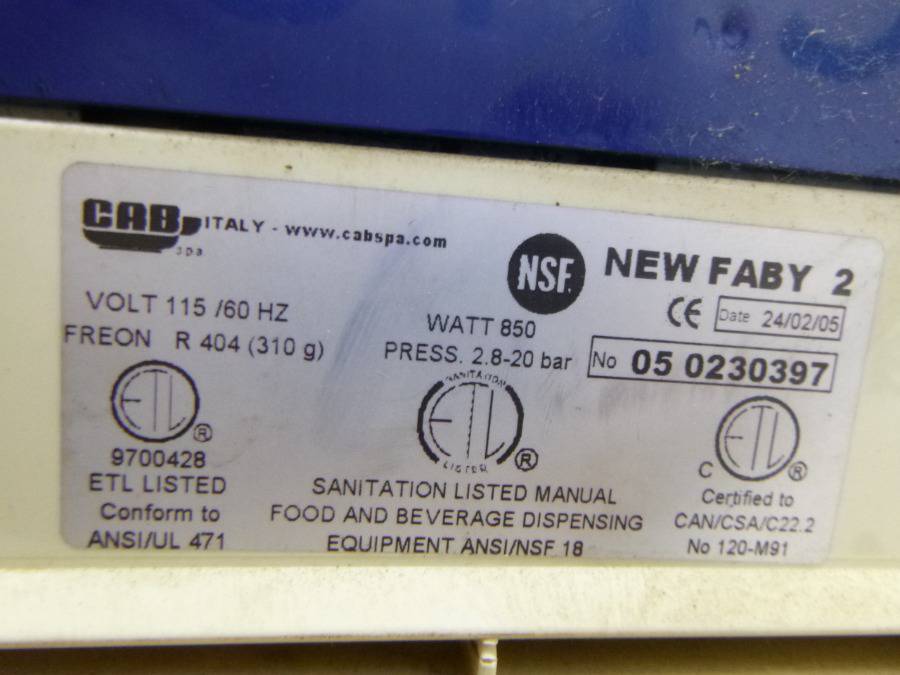 CAB ITALY - www.cabspa.com
spa
NSF.
NEW FABY 2
VOLT 115 /60 HZ
WATT 850
CE
Date 24/02/05
FREON R 404 (310 g)
PRESS. 2.8-20 bar
No 05 0230397
ETL ®
9700428
ETL LISTED
Conform to
ANSI/UL 471
SANITATION
ETL ®
LISTED
SANITATION LISTED MANUAL
FOOD AND BEVERAGE DISPENSING
EQUIPMENT ANSI/NSF 18
C ETL ®
Certified to
CAN/CSA/C22.2
No 120-M91